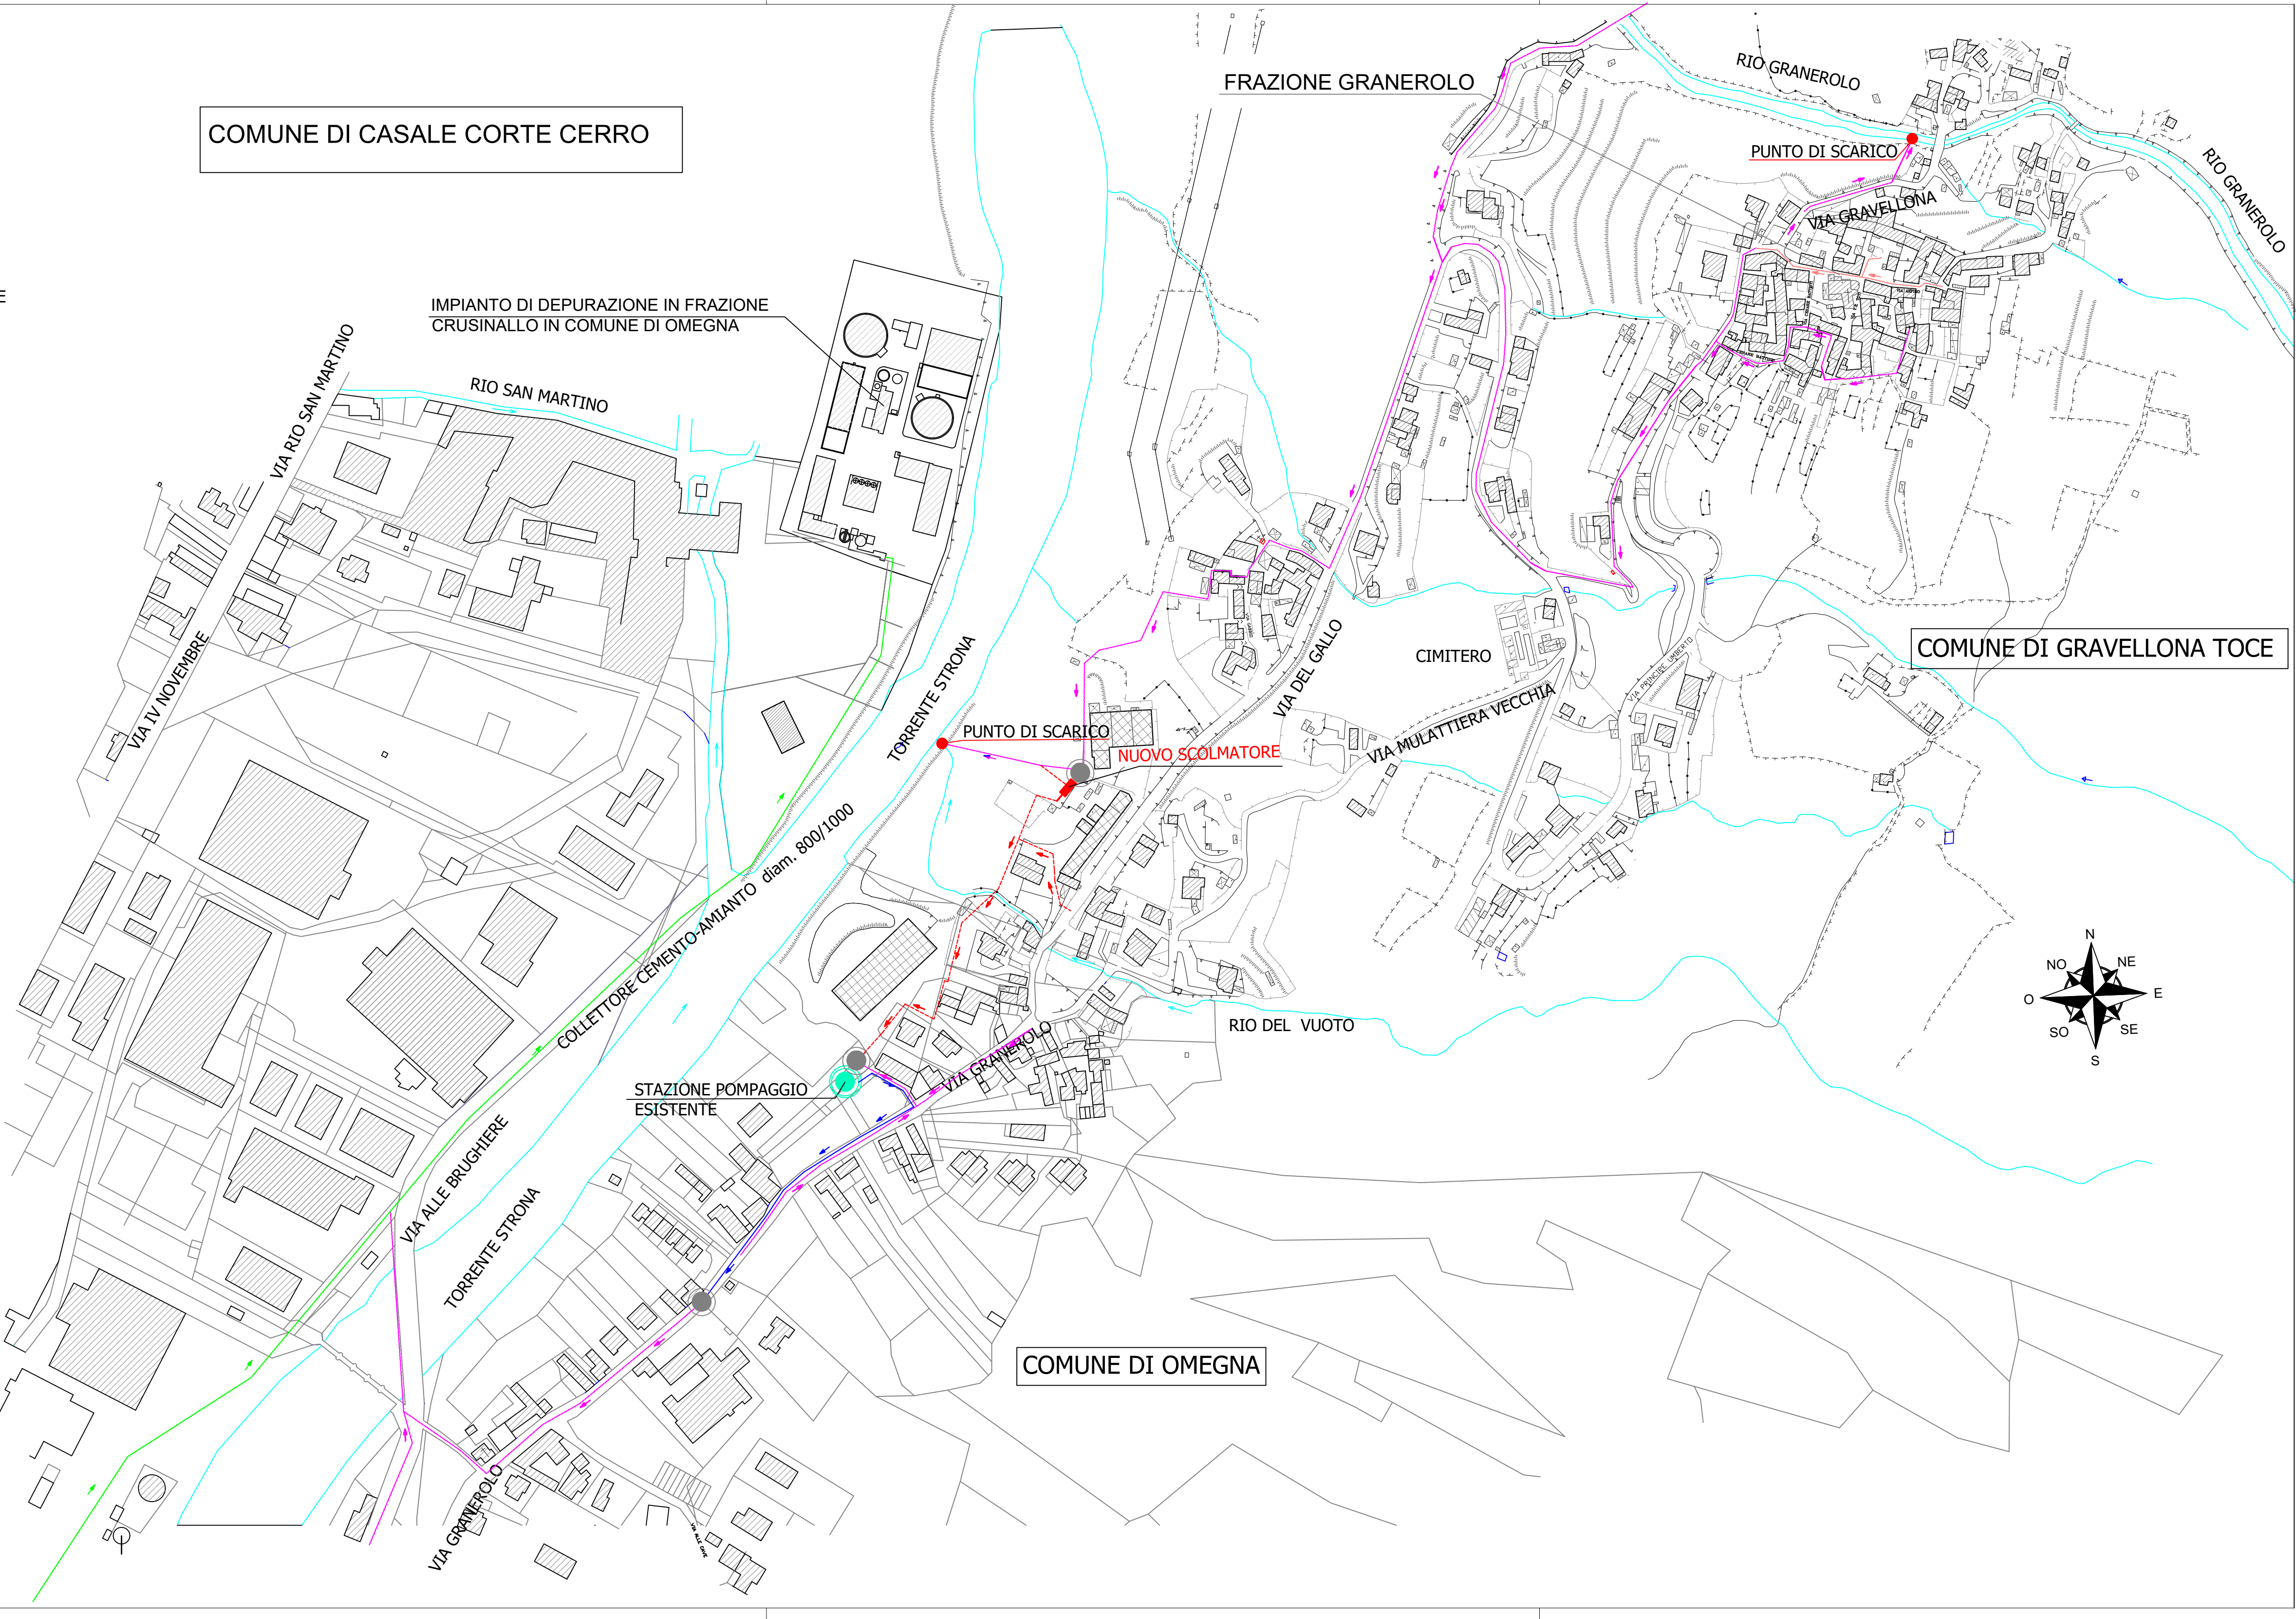 FRAZIONE GRANEROLO
RIO GRANEROLO
COMUNE DI CASALE CORTE CERRO
PUNTO DI SCARICO
RIO GRANEROLO
VIA GRAVELLONA
E
IMPIANTO DI DEPURAZIONE IN FRAZIONE
CRUSINALLO IN COMUNE DI OMEGNA
VIA RIO SAN MARTINO
RIO SAN MARTINO
VIA IV NOVEMBRE
TORRENTE STRONA
VIA DEL GALLO
CIMITERO
VIA PRINCIPE UMBERTO
COMUNE DI GRAVELLONA TOCE
VIA MULATTIERA VECCHIA
PUNTO DI SCARICO
NUOVO SCOLMATORE
COLLETTORE CEMENTO-AMIANTO diam. 800/1000
N
NO
NE
O
E
SO
SE
S
RIO DEL VUOTO
VIA GRANEROLO
STAZIONE POMPAGGIO
ESISTENTE
VIA ALLE BRUGHIERE
TORRENTE STRONA
COMUNE DI OMEGNA
VIA GRANEROLO
VIA ALLE CAVE